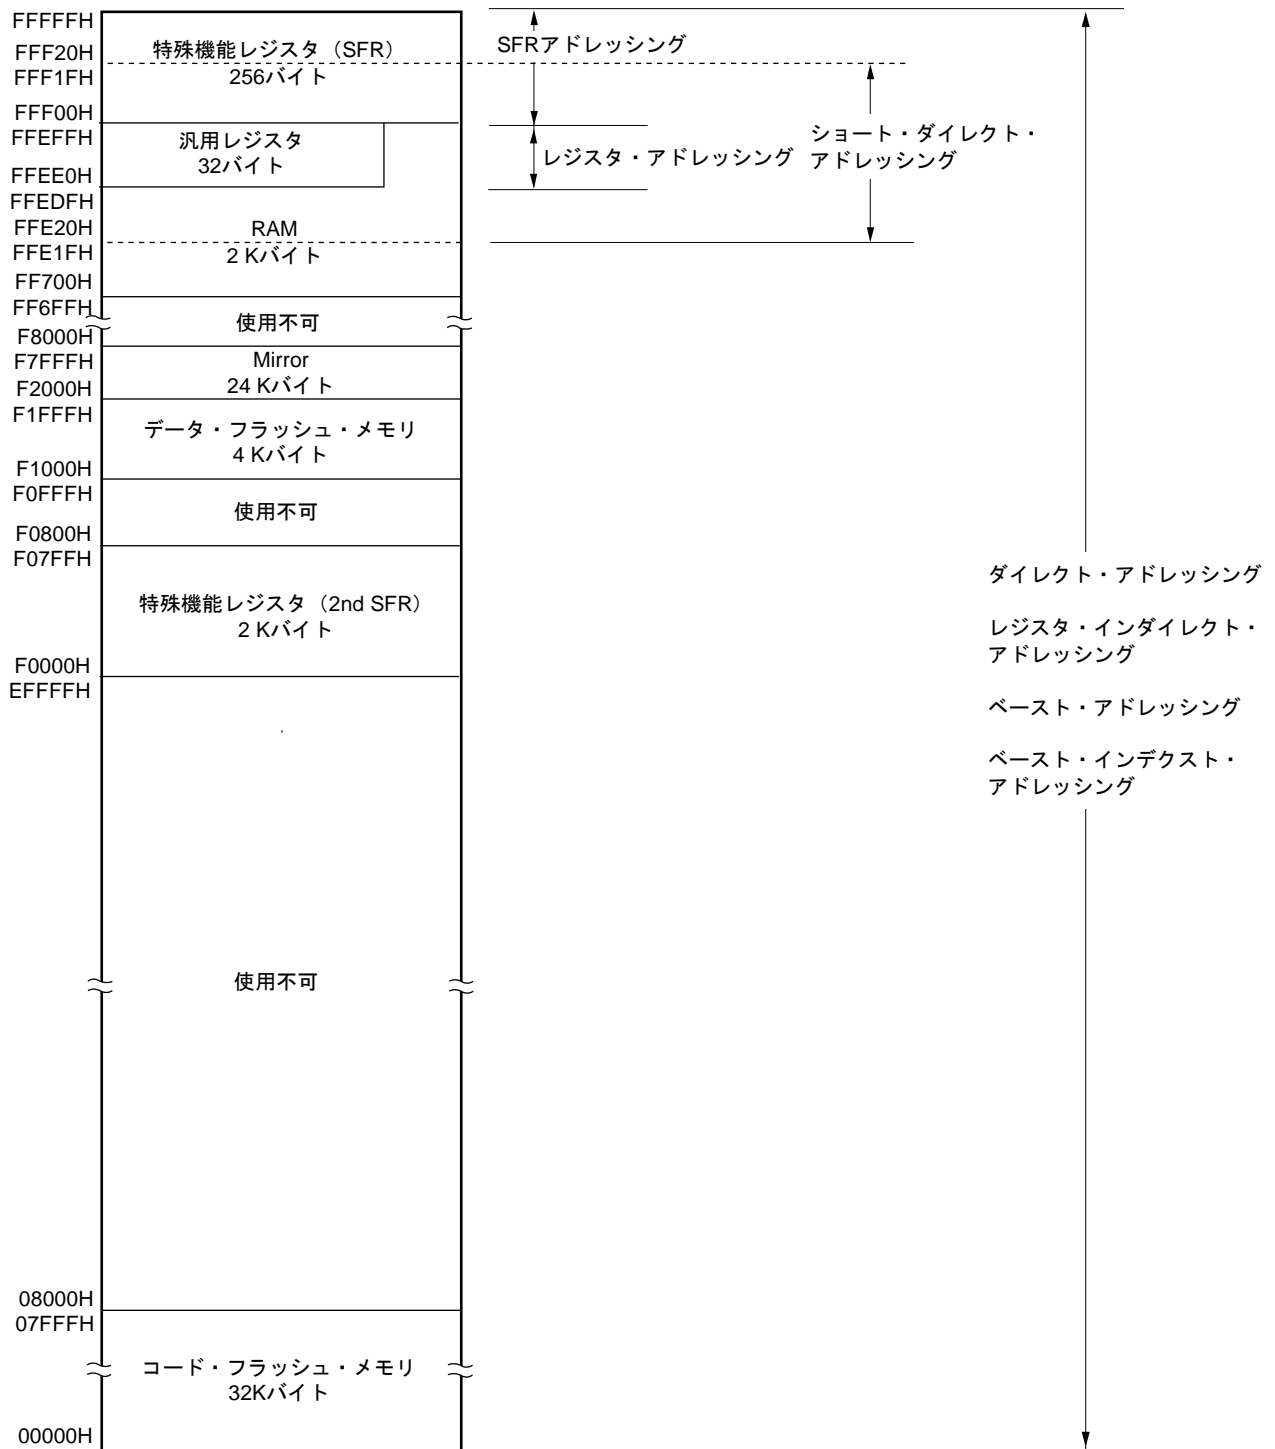 FFFFFH
FFF20H
FFF1FH
FFF00H
FFEFFH
FFEE0H
FFEDFH
FFE20H
FFE1FH
FF700H
FF6FFH
F8000H
F7FFFH
F2000H
F1FFFH
F1000H
F0FFFH
F0800H
F07FFH
F0000H
EFFFFH
08000H
07FFFH
00000H
特殊機能レジスタ（SFR）
256バイト
汎用レジスタ
32バイト
RAM
2 Kバイト
使用不可
Mirror
24 Kバイト
データ・フラッシュ・メモリ
4 Kバイト
使用不可
特殊機能レジスタ（2nd SFR）
2 Kバイト
使用不可
コード・フラッシュ・メモリ
32Kバイト
SFRアドレッシング
レジスタ・アドレッシング
ショート・ダイレクト・
アドレッシング
ダイレクト・アドレッシング
レジスタ・インダイレクト・
アドレッシング
ベースト・アドレッシング
ベースト・インデクスト・
アドレッシング